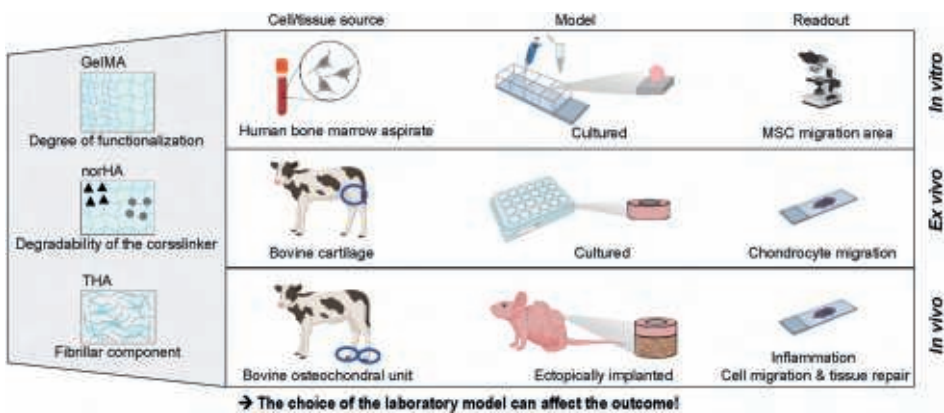 Cell/tissue source
Model
Readout
GelMA
Degree of functionalization
norHA
Degradability of the corsslinker
THA
Fibrillar component
Human bone marrow aspirate
Cultured
MSC migration area
In vitro
Bovine cartilage
Cultured
Chondrocyte migration
Ex vivo
Bovine osteochondral unit
Ectopically implanted
Inflammation
Cell migration & tissue repair
In vivo
→ The choice of the laboratory model can affect the outcome!